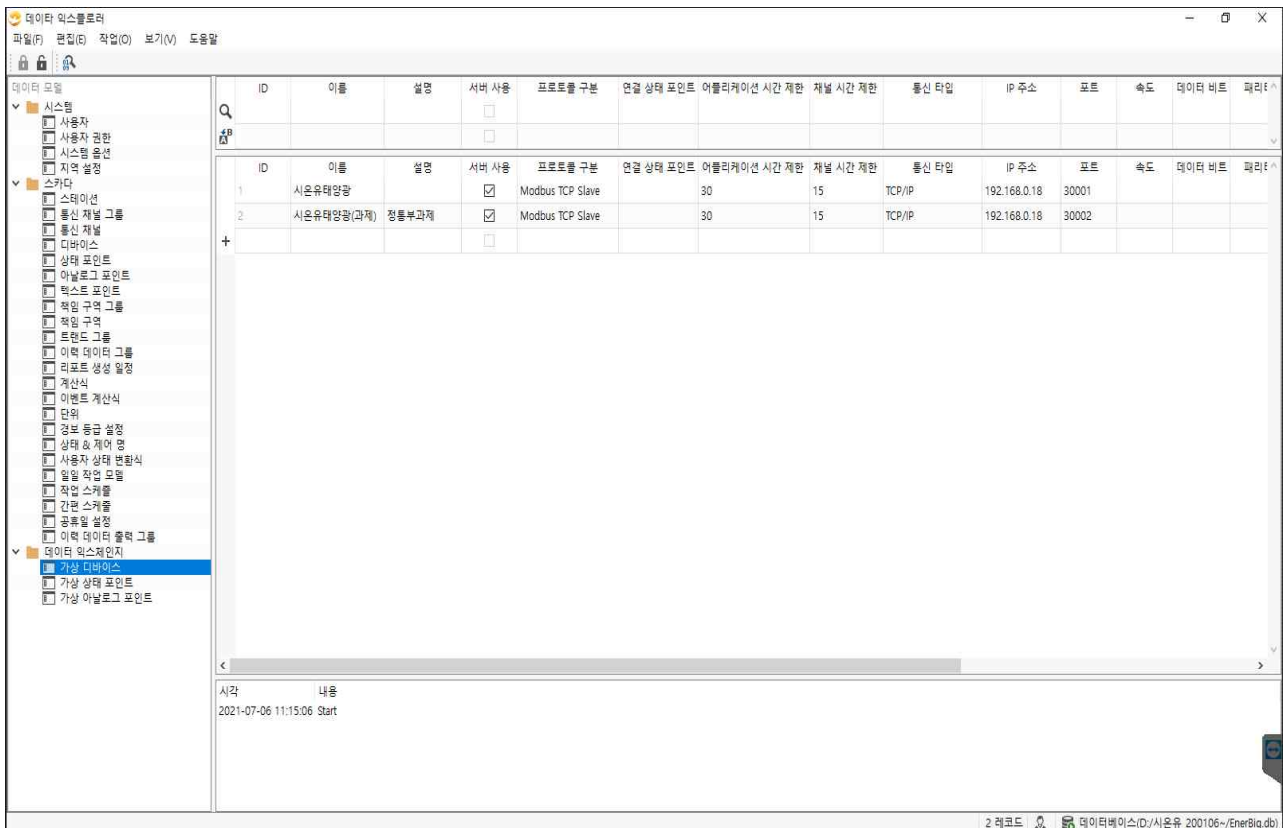 데이타 익스플로러
파일(F) 편집(E) 작업(O) 보기(V) 도움말
데이터 모델
시스템
사용자
사용자 권한
시스템 옵션
지역 설정
스카다
스테이션
통신 채널 그룹
통신 채널
디바이스
상태 포인트
아날로그 포인트
텍스트 포인트
책임 구역 그룹
책임 구역
트랜드 그룹
이력 데이터 그룹
리포트 생성 일정
계산식
이벤트 계산식
단위
경보 등급 설정
상태 & 제어 명
사용자 상태 변환식
일일 작업 모델
작업 스케쥴
간편 스케쥴
공휴일 설정
이력 데이터 출력 그룹
데이터 익스체인지
가상 디바이스
가상 상태 포인트
가상 아날로그 포인트
ID 이름 설명 서버 사용 프로토콜 구분 연결 상태 포인트 어플리케이션 시간 제한 채널 시간 제한 통신 타입 IP 주소 포트 속도 데이터 비트
ID 이름 설명 서버 사용 프로토콜 구분 연결 상태 포인트 어플리케이션 시간 제한 채널 시간 제한 통신 타입 IP 주소 포트 속도 데이터 비트
1 시온유태양광 Modbus TCP Slave 30 15 TCP/IP 192.168.0.18 30001
2 시온유태양광(과제) 정통부과제 Modbus TCP Slave 30 15 TCP/IP 192.168.0.18 30002
시각 내용
2021-07-06 11:15:06 Start
2 레코드 데이터베이스(D:/시온유 200106~/EnerBig.db)